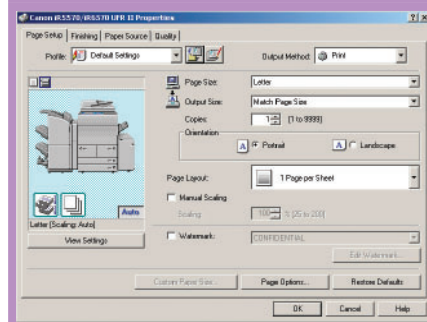 Canon iR5570/iR6570 UFR II Properties
Page Setup
Finishing
Paper Source
Quality
Profile:
Default Settings
Output Method:
Print
Page Size:
Letter
Output Size:
Match Page Size
Copies:
1 [1 to 9999]
Orientation
A Portrait
A Landscape
Page Layout:
1 Page per Sheet
Manual Scaling
Scaling:
100 % [25 to 200]
Auto
Letter [Scaling: Auto]
View Settings
Watermark:
CONFIDENTIAL
Edit Watermark...
Custom Paper Size...
Page Options...
Restore Defaults
OK
Cancel
Help